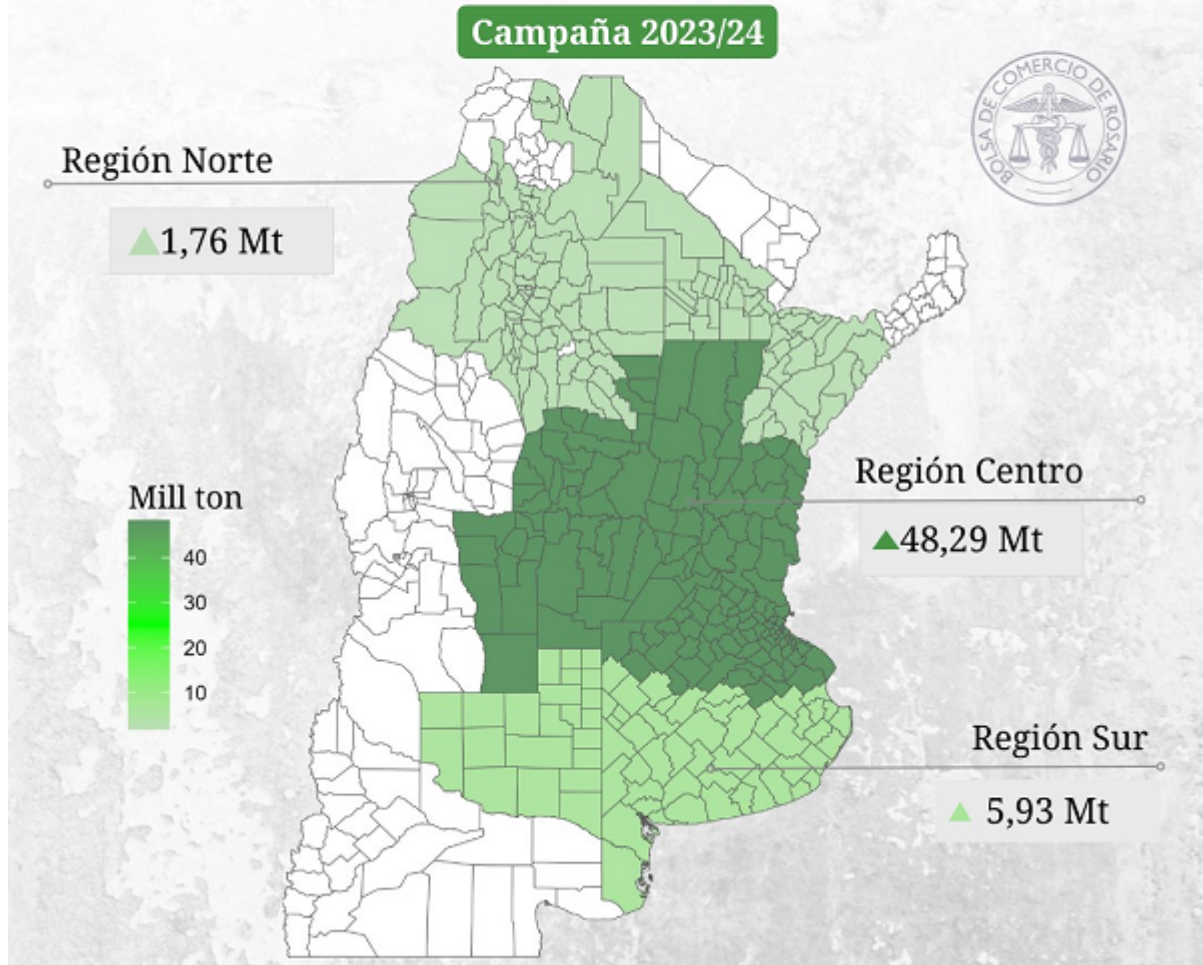 Campaña 2023/24
BOLSA DE COMERCIO DE ROSARIO
Región Norte
1,76 Mt
Región Centro
48,29 Mt
Mill ton
40
30
20
10
Región Sur
5,93 Mt